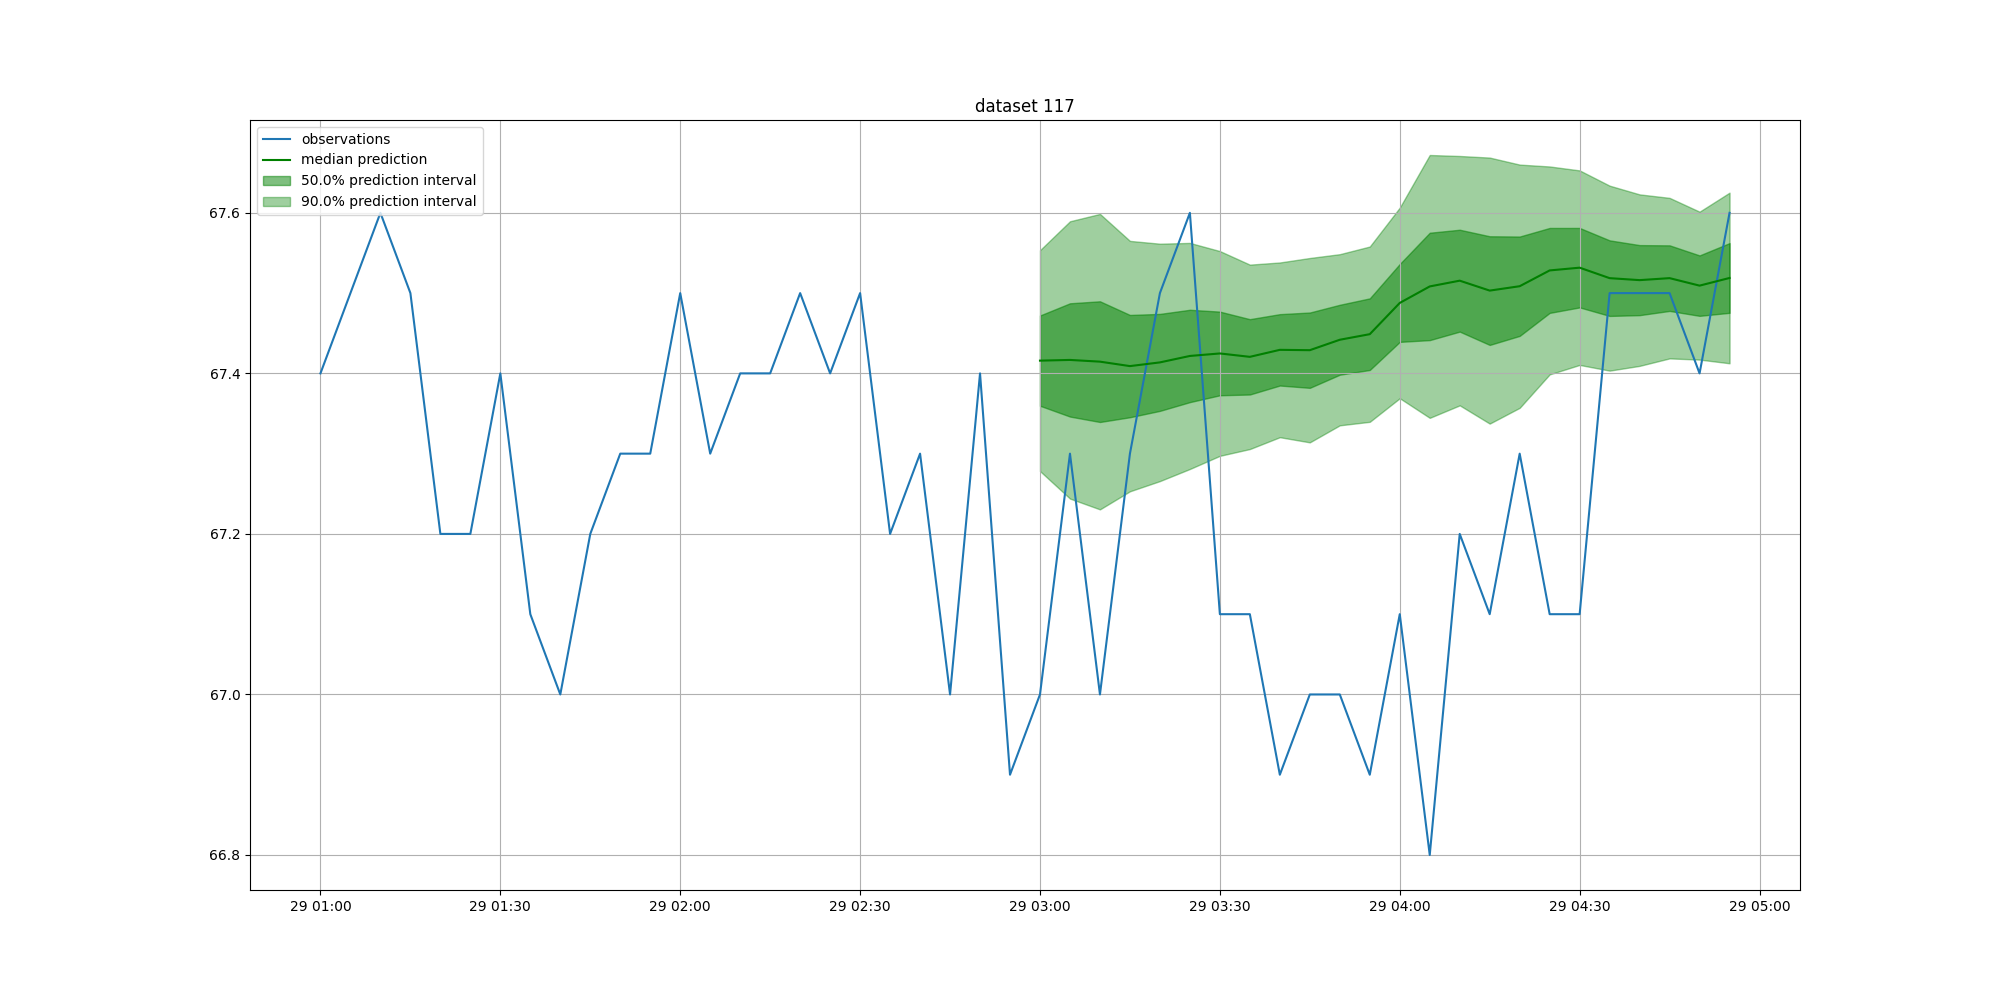 dataset 117
observations
median prediction
50.0% prediction interval
90.0% prediction interval
67.6
67.4
67.2
67.0
66.8
29 01:00 29 01:30 29 02:00 29 02:30 29 03:00 29 03:30 29 04:00 29 04:30 29 05:00